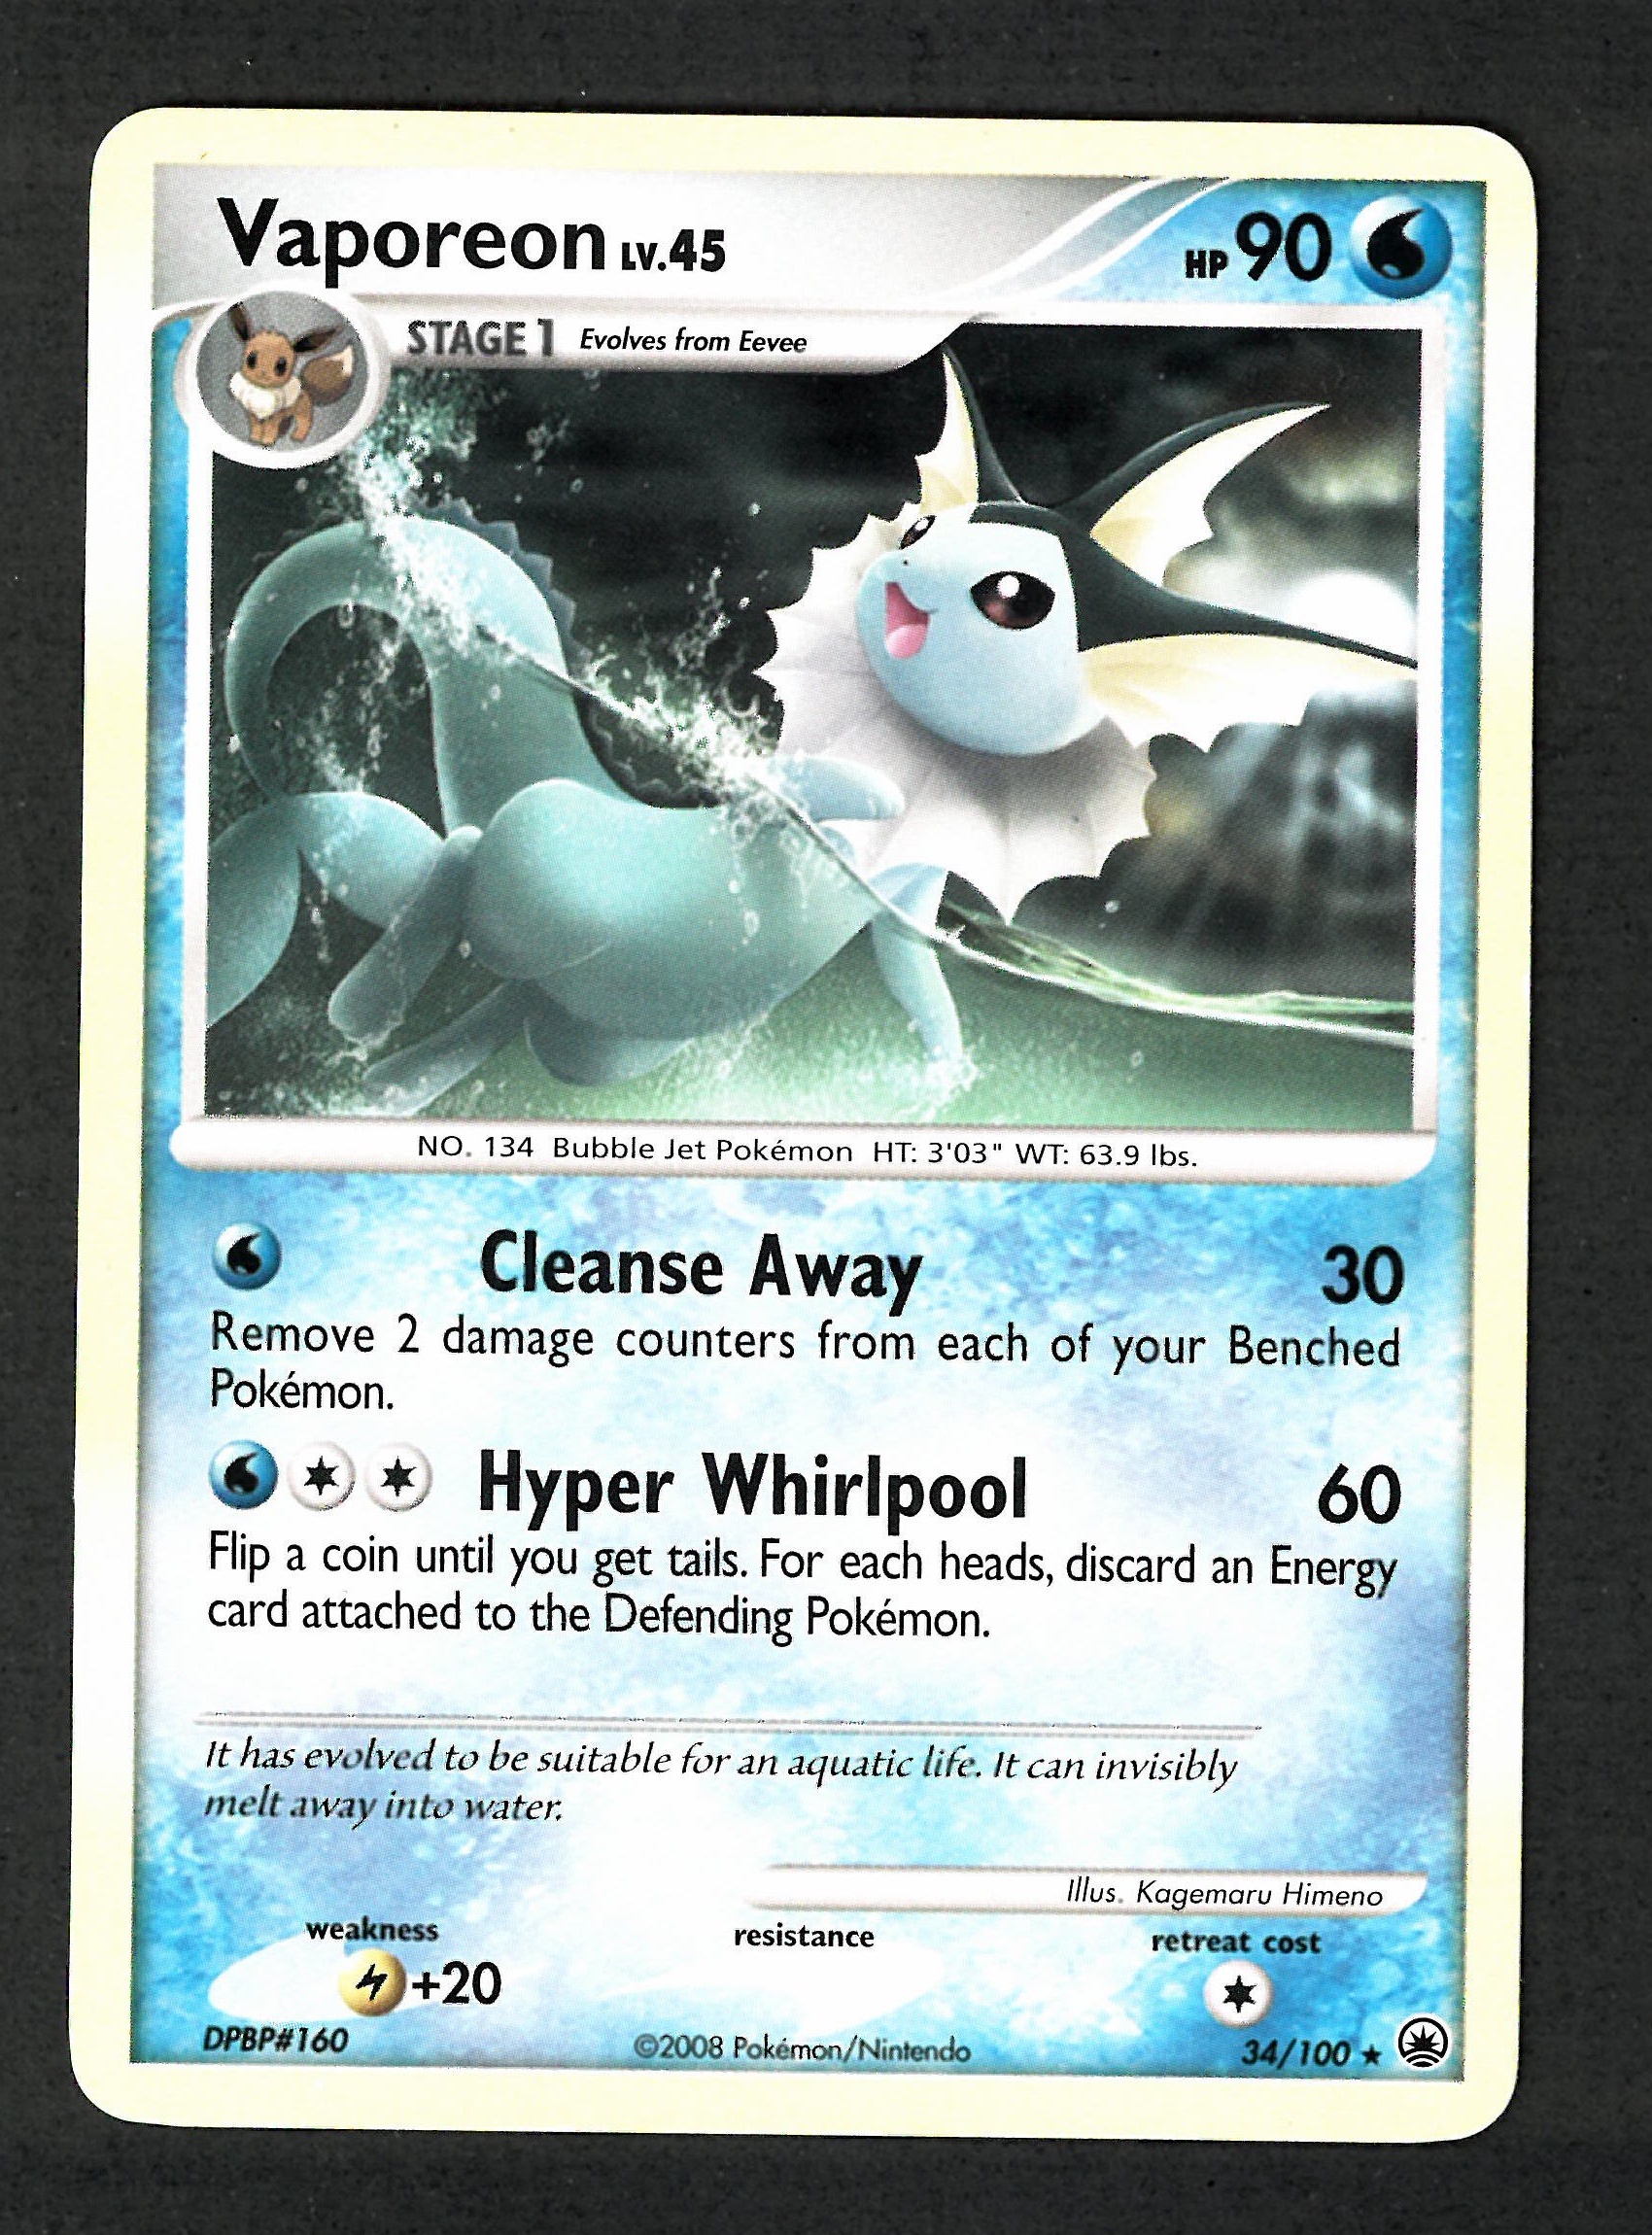 Vaporeon LV.45 HP 90
STAGE 1 Evolves from Eevee
NO. 134 Bubble Jet Pokémon HT: 3'03" WT: 63.9 lbs.
Cleanse Away 30
Remove 2 damage counters from each of your Benched
Pokémon.
Hyper Whirlpool 60
Flip a coin until you get tails. For each heads, discard an Energy
card attached to the Defending Pokémon.
It has evolved to be suitable for an aquatic life. It can invisibly
melt away into water.
Illus. Kagemaru Himeno
weakness resistance retreat cost
+20
DPBP#160 ©2008 Pokémon/Nintendo 34/100 ★